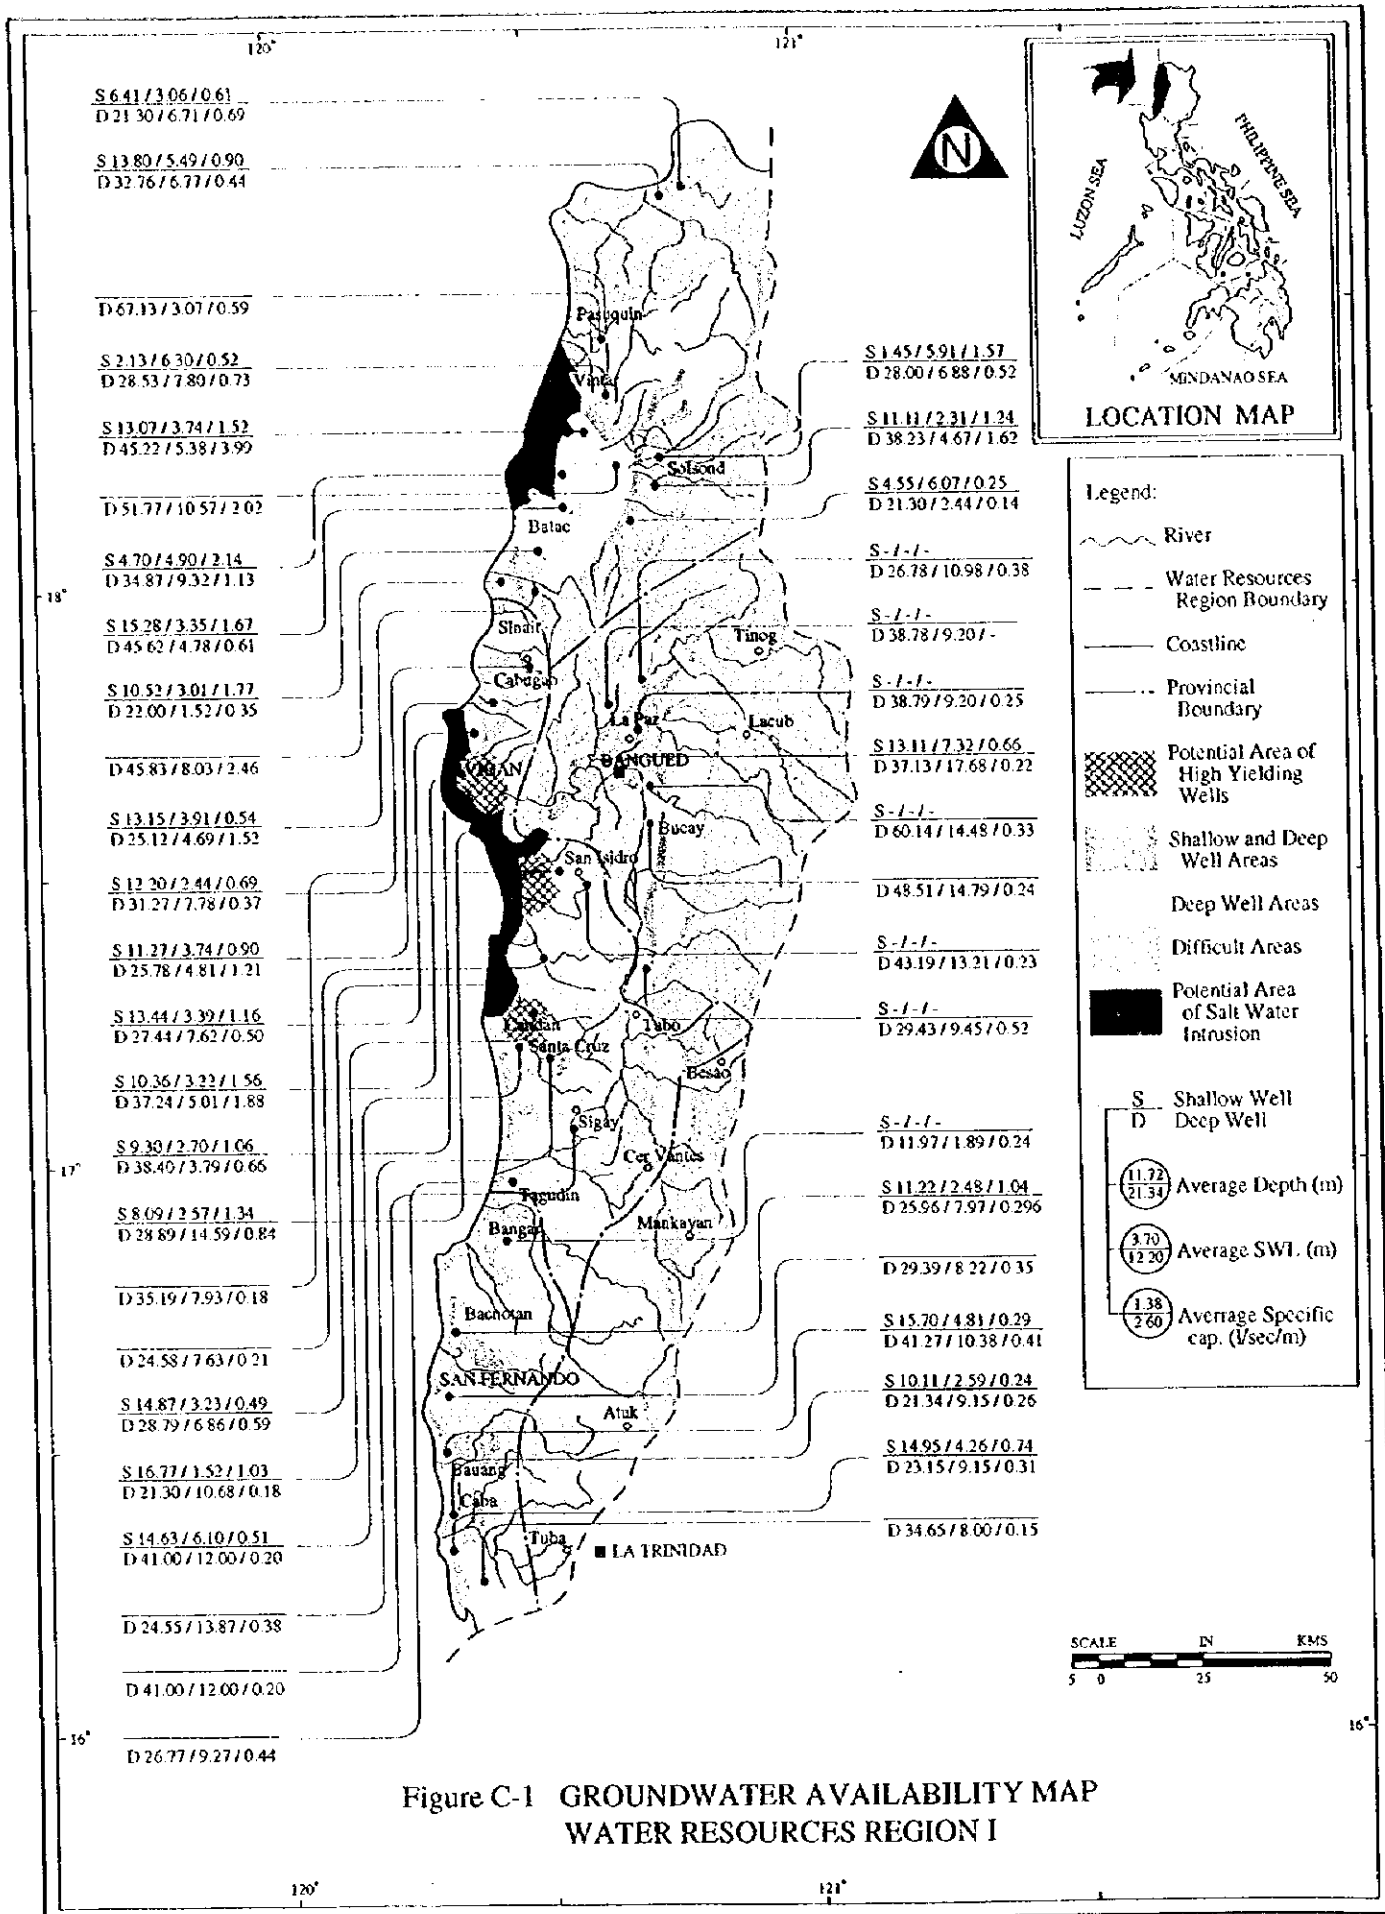 120°
121°
S 6.41 / 3.06 / 0.61
D 21.30 / 6.71 / 0.69
S 13.80 / 5.49 / 0.90
D 32.76 / 6.77 / 0.44
D 67.13 / 3.07 / 0.59
S 2.13 / 6.30 / 0.52
D 28.53 / 7.80 / 0.73
S 13.07 / 3.74 / 1.52
D 45.22 / 5.38 / 3.99
D 51.77 / 10.57 / 2.02
S 4.70 / 4.90 / 2.14
D 34.87 / 9.32 / 1.13
18°
S 15.28 / 3.35 / 1.67
D 45.62 / 4.78 / 0.61
S 10.52 / 3.01 / 1.77
D 22.00 / 1.52 / 0.35
D 45.83 / 8.03 / 2.46
S 13.15 / 3.91 / 0.54
D 25.12 / 4.69 / 1.52
S 12.20 / 2.44 / 0.69
D 31.27 / 7.78 / 0.37
S 11.27 / 3.74 / 0.90
D 25.78 / 4.81 / 1.21
S 13.44 / 3.39 / 1.16
D 27.44 / 7.62 / 0.50
S 10.36 / 3.22 / 1.56
D 37.24 / 5.01 / 1.88
S 9.30 / 2.70 / 1.06
D 38.40 / 3.79 / 0.66
17°
S 8.09 / 2.57 / 1.34
D 28.89 / 14.59 / 0.84
D 35.19 / 7.93 / 0.18
D 24.58 / 7.63 / 0.21
S 14.87 / 3.23 / 0.49
D 28.79 / 6.86 / 0.59
S 16.77 / 1.52 / 1.03
D 21.30 / 10.68 / 0.18
S 14.63 / 6.10 / 0.51
D 41.00 / 12.00 / 0.20
D 24.55 / 13.87 / 0.38
D 41.00 / 12.00 / 0.20
16°
D 26.77 / 9.27 / 0.44
N
Pasuquin
Vintar
Solsond
Batac
Sinait
Cabugao
Tinog
La Paz
Lacub
BANGUED
VIGAN
Bucay
San Isidro
Candan
Santa Cruz
Tubo
Besao
Sigay
Cer Vantes
Tagudin
Bangar
Mankayan
Bacnotan
SAN FERNANDO
Atuk
Bauang
Caba
Tuba
LA TRINIDAD
S 1.45 / 5.91 / 1.57
D 28.00 / 6.88 / 0.52
S 11.11 / 2.31 / 1.24
D 38.23 / 4.67 / 1.62
S 4.55 / 6.07 / 0.25
D 21.30 / 2.44 / 0.14
S - / - / -
D 26.78 / 10.98 / 0.38
S - / - / -
D 38.78 / 9.20 / -
S - / - / -
D 38.79 / 9.20 / 0.25
S 13.11 / 7.32 / 0.66
D 37.13 / 17.68 / 0.22
S - / - / -
D 60.14 / 14.48 / 0.33
D 48.51 / 14.79 / 0.24
S - / - / -
D 43.19 / 13.21 / 0.23
S - / - / -
D 29.43 / 9.45 / 0.52
S - / - / -
D 11.97 / 1.89 / 0.24
S 11.22 / 2.48 / 1.04
D 25.96 / 7.97 / 0.296
D 29.39 / 8.22 / 0.35
S 15.70 / 4.81 / 0.29
D 41.27 / 10.38 / 0.41
S 10.11 / 2.59 / 0.24
D 21.34 / 9.15 / 0.26
S 14.95 / 4.26 / 0.74
D 23.15 / 9.15 / 0.31
D 34.65 / 8.00 / 0.15
LUZON SEA
PHILIPPINE SEA
MINDANAO SEA
LOCATION MAP
Legend:
River
Water Resources
Region Boundary
Coastline
Provincial
Boundary
Potential Area of
High Yielding
Wells
Shallow and Deep
Well Areas
Deep Well Areas
Difficult Areas
Potential Area
of Salt Water
Intrusion
S Shallow Well
D Deep Well
11.72
21.34
Average Depth (m)
3.70
12.20
Average SWL (m)
1.38
2.60
Averrage Specific
cap. (l/sec/m)
SCALE IN KMS
5 0 25 50
16°
Figure C-1 GROUNDWATER AVAILABILITY MAP
WATER RESOURCES REGION I
120°
121°